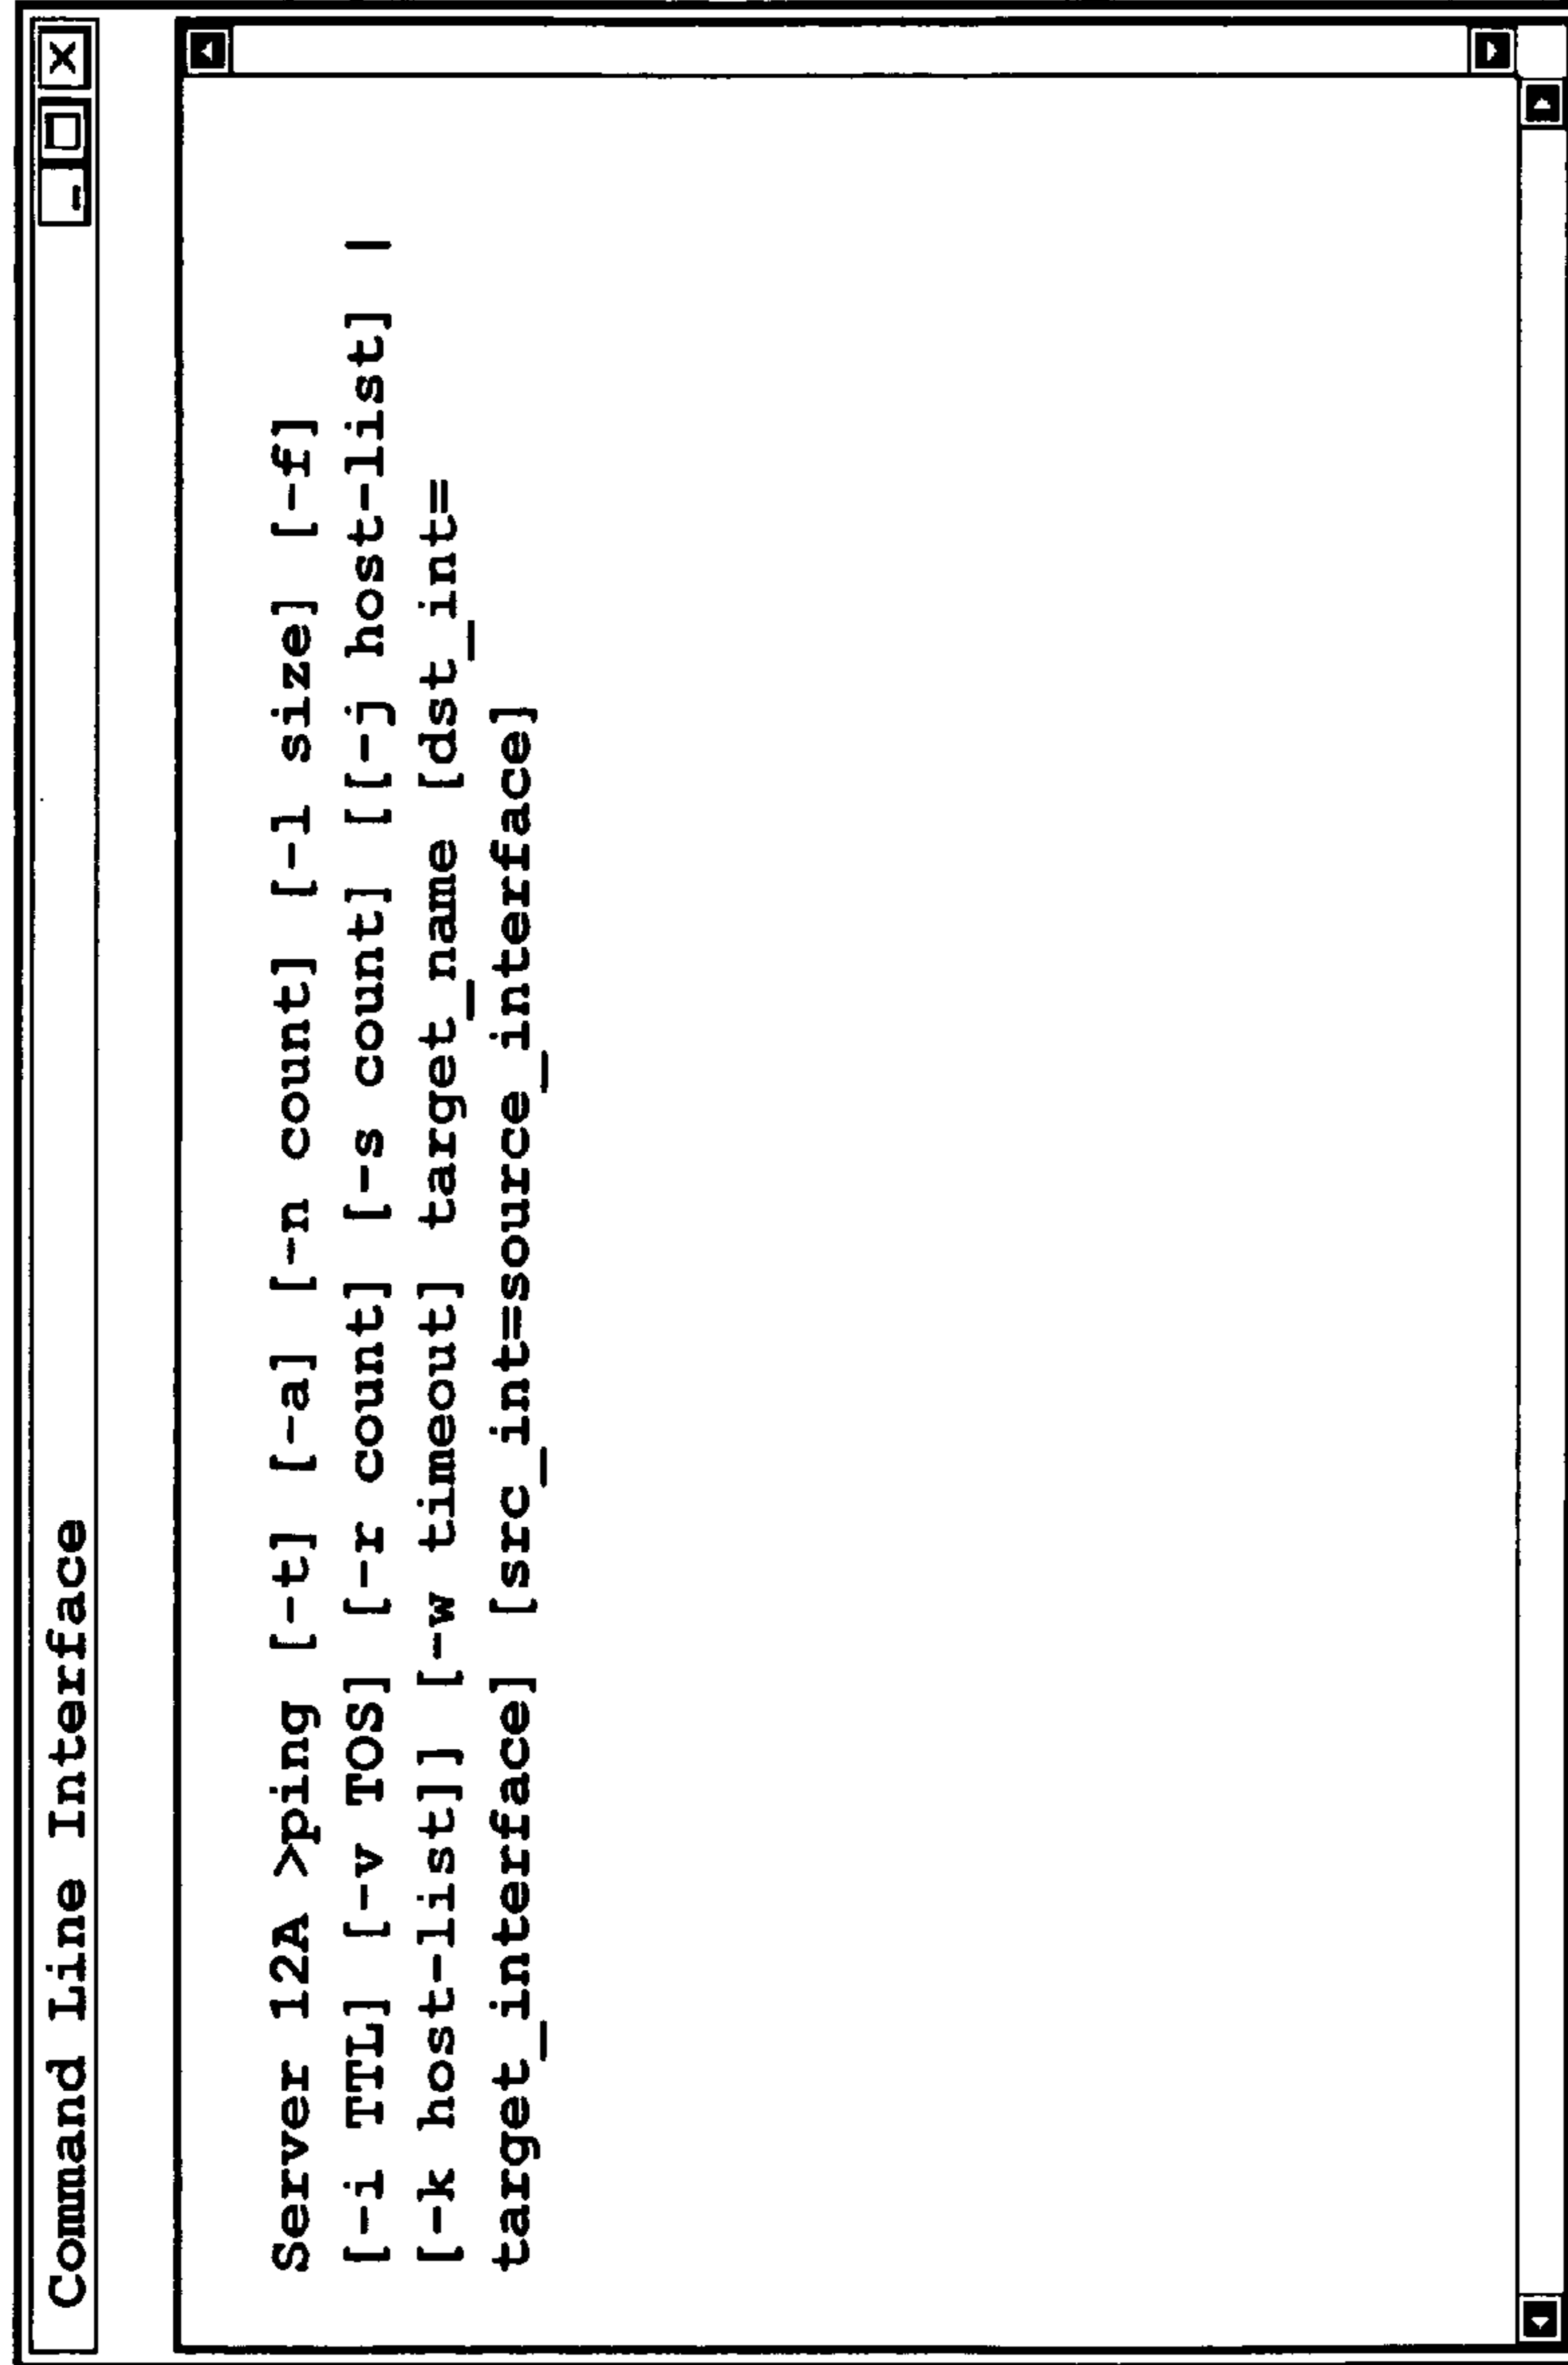 Command Line Interface
Server 12A >ping [-t] [-a] [-n count] [-l size] [-f]
[-i TTL] [-v TOS] [-r count] [-s count] [[-j host-list] |
[-k host-list]] [-w timeout] target_name [dst_int=
target_interface] [src_int=source_interface]